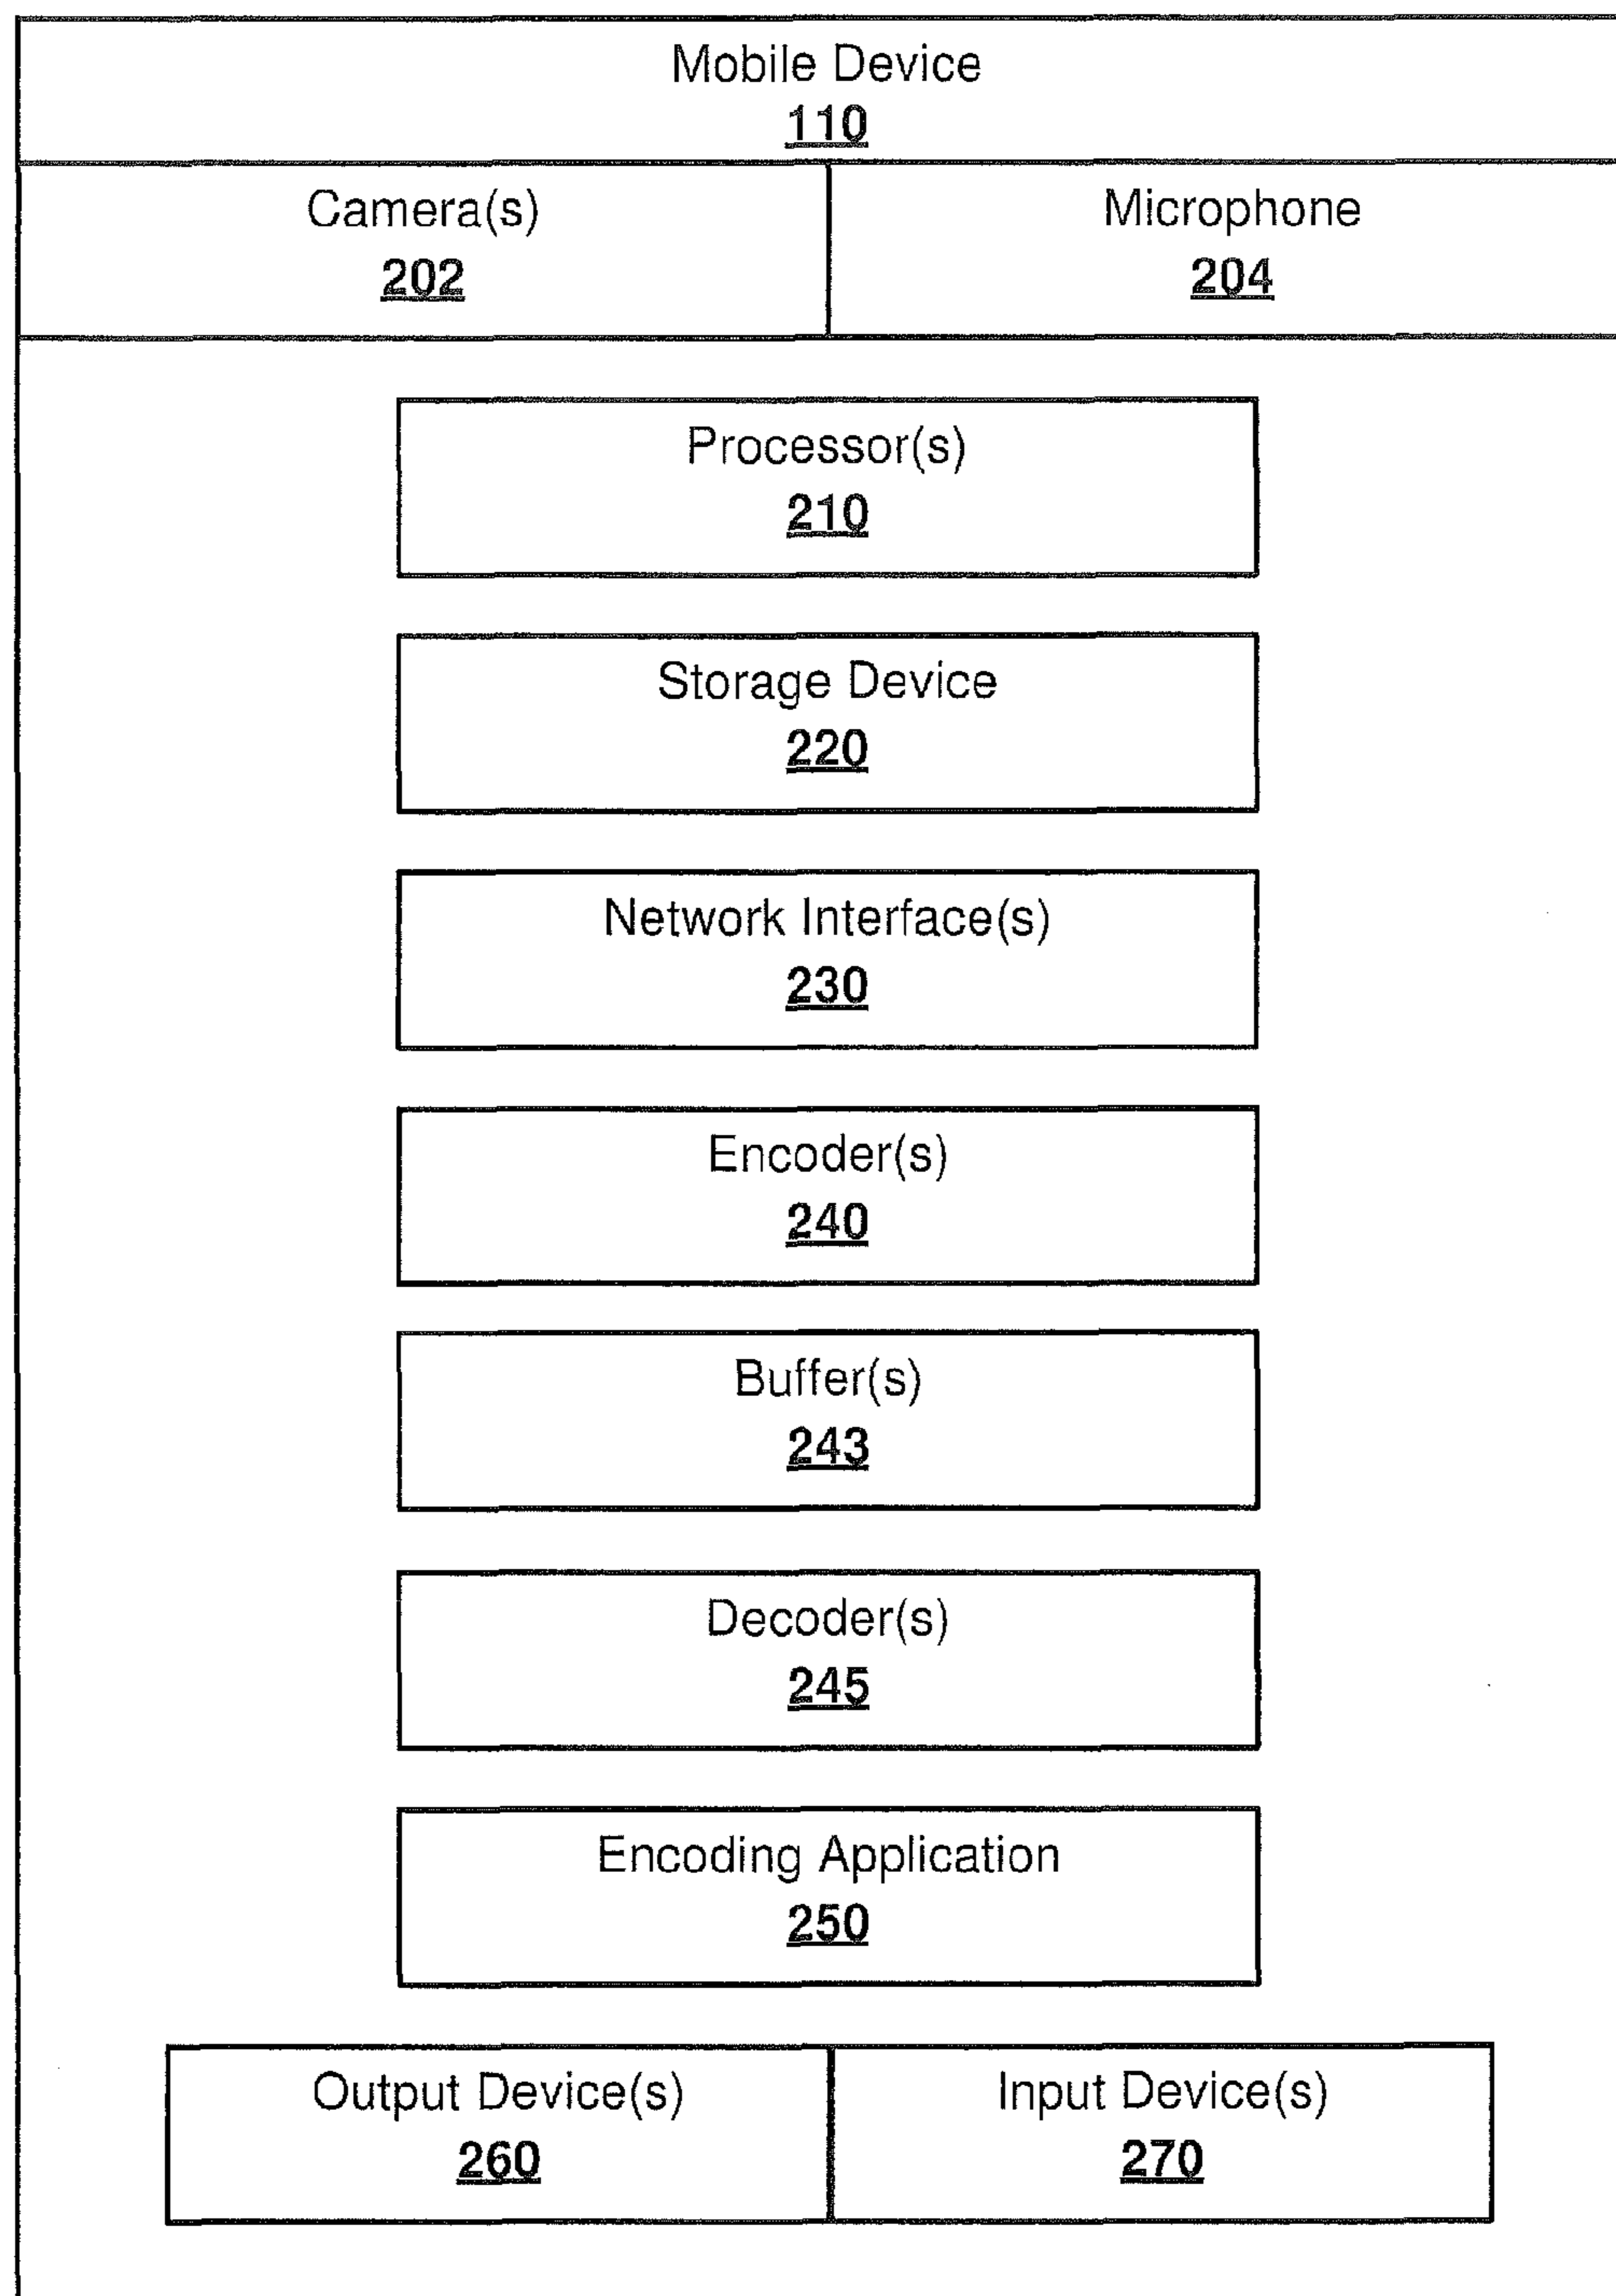 Mobile Device
110
Camera(s)
202
Microphone
204
Processor(s)
210
Storage Device
220
Network Interface(s)
230
Encoder(s)
240
Buffer(s)
243
Decoder(s)
245
Encoding Application
250
Output Device(s)
260
Input Device(s)
270